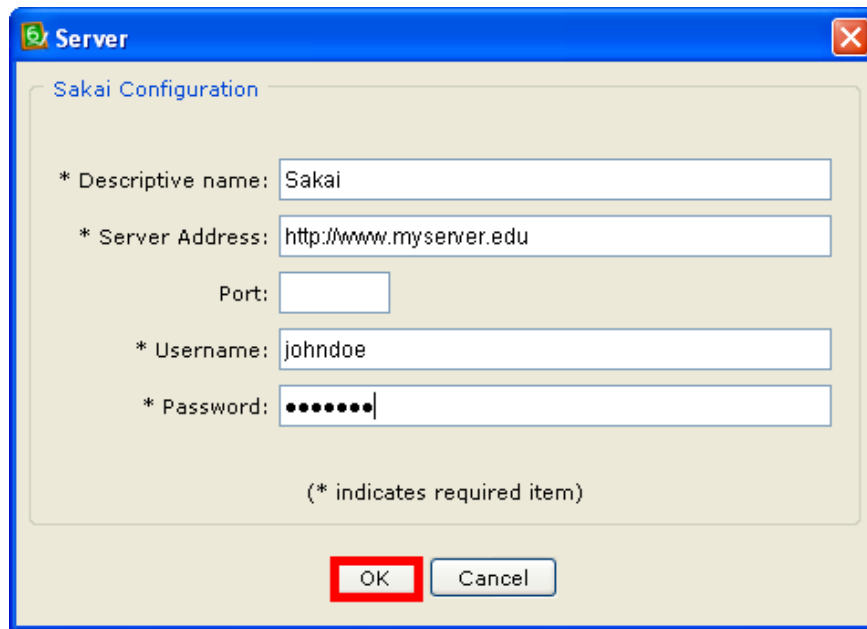 Server
Sakai Configuration
* Descriptive name: Sakai
* Server Address: http://www.myserver.edu
Port:
* Username: johndoe
* Password: •••••••
(* indicates required item)
OK Cancel